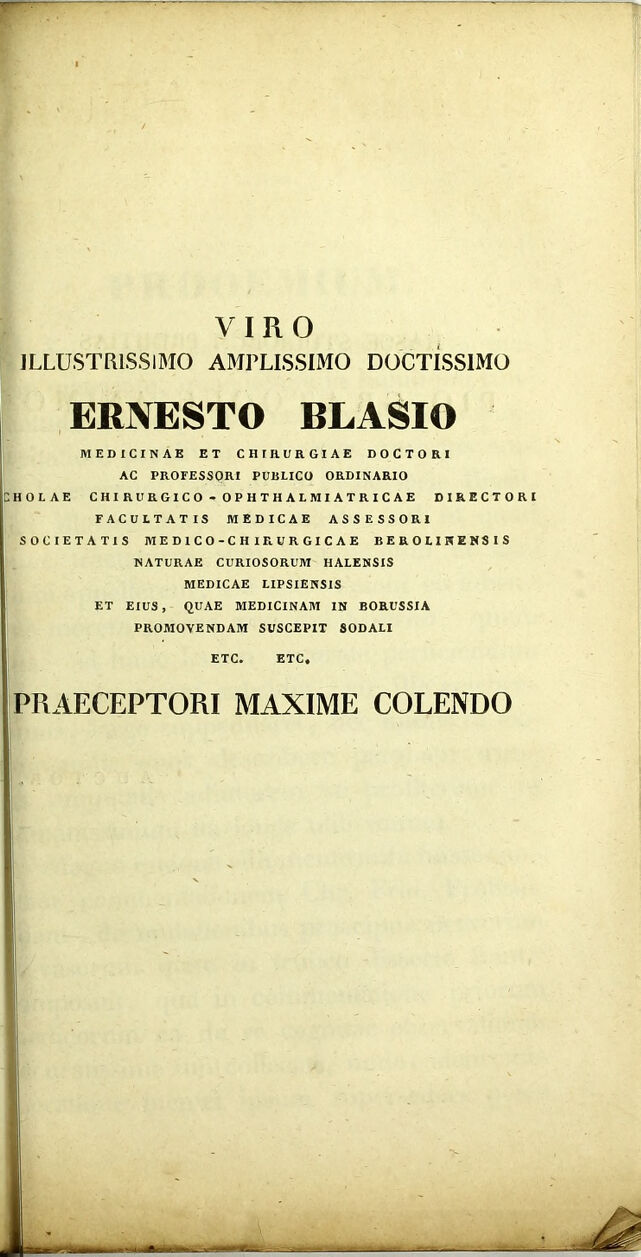 VIRO
ILLUSTRISSIMO AMPLISSIMO DOCTISSIMO
ERNESTO BLASIO
MEDICINAE ET CHIRURGIAE DOCTORI
AC PROFESSORI PUBLICO ORDINARIO
CHOLAE CHIRURGICO-OPHTHALMIATRICAE DIRECTORI
FACULTATIS MEDICAE ASSESSORI
SOCIETATIS MEDICO-CHIRURGICAE BEROLINENSIS
NATURAE CURIOSORUM HALENSIS
MEDICAE LIPSIENSIS
ET EIUS, QUAE MEDICINAM IN BORUSSIA
PROMOVENDAM SUSCEPIT SODALI
ETC. ETC.
PRAECEPTORI MAXIME COLENDO